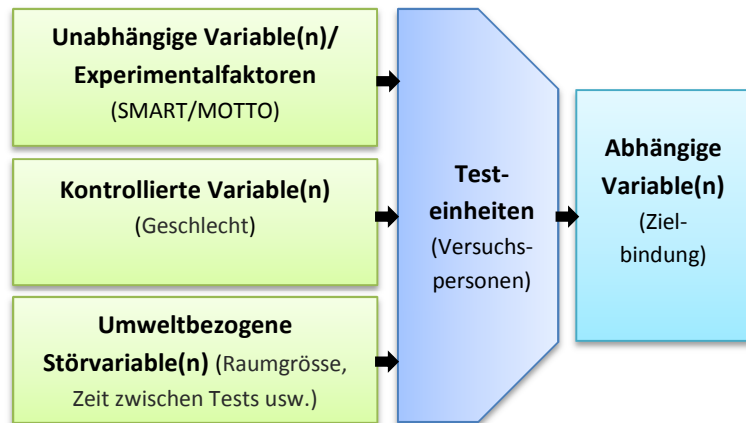 Unabhängige Variable(n)/
Experimentalfaktoren
(SMART/MOTTO)
Kontrollierte Variable(n)
(Geschlecht)
Umweltbezogene
Störvariable(n) (Raumgrösse,
Zeit zwischen Tests usw.)
Test-
einheiten
(Versuchs-
personen)
Abhängige
Variable(n)
(Ziel-
bindung)